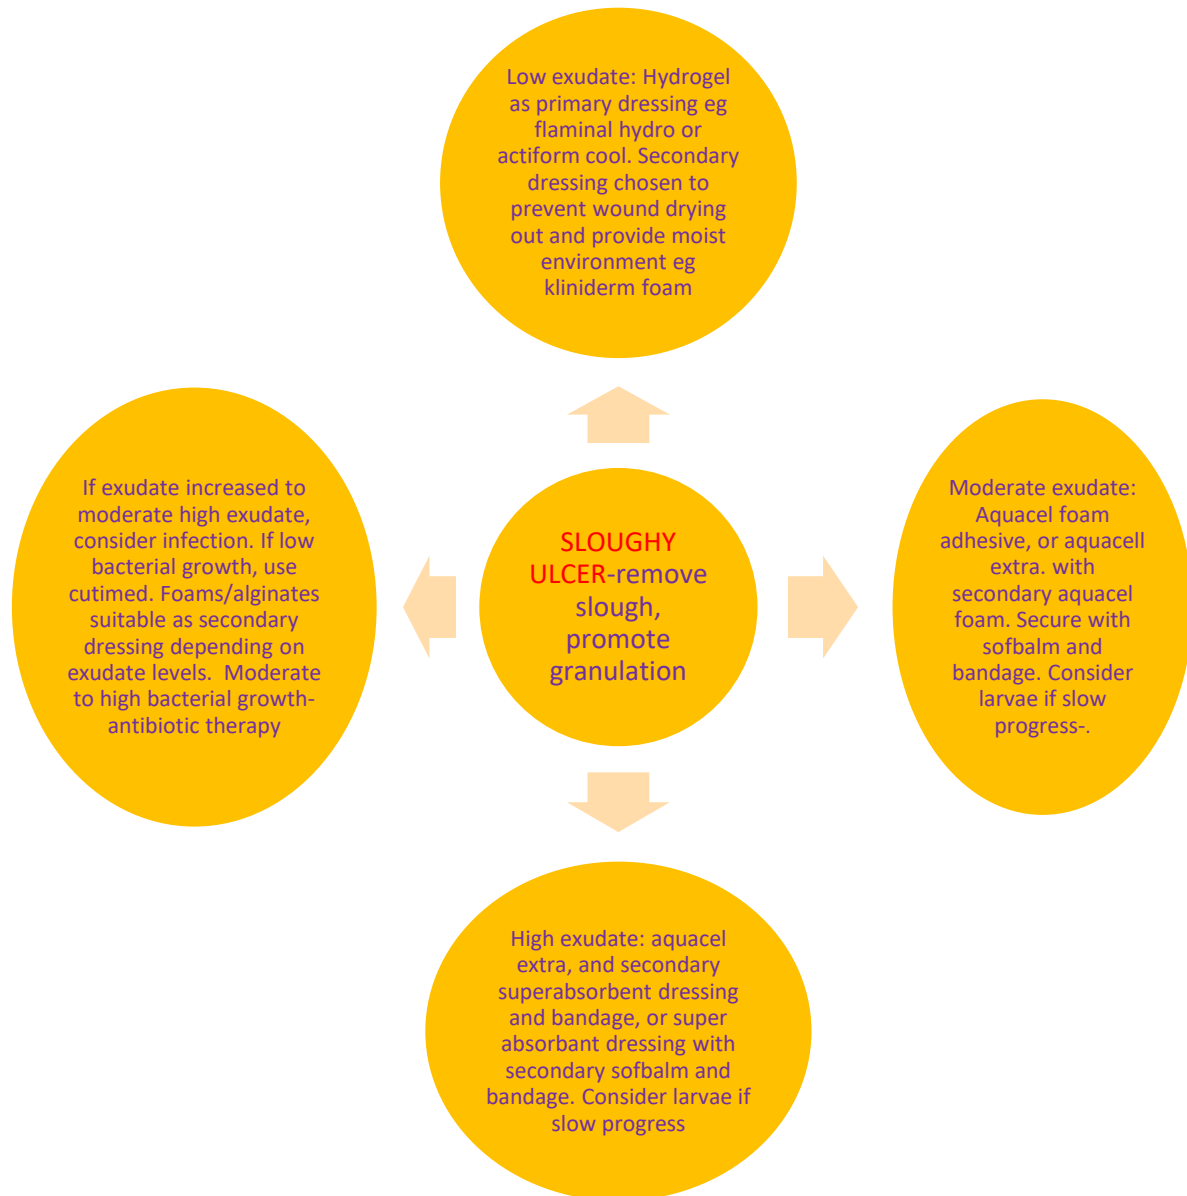 Low exudate: Hydrogel
as primary dressing eg
flaminal hydro or
actiform cool. Secondary
dressing chosen to
prevent wound drying
out and provide moist
environment eg
kliniderm foam
If exudate increased to
moderate high exudate,
consider infection. If low
bacterial growth, use
cutimed. Foams/alginates
suitable as secondary
dressing depending on
exudate levels.  Moderate
to high bacterial growth-
antibiotic therapy
SLOUGHY
ULCER-remove
slough,
promote
granulation
Moderate exudate:
Aquacel foam
adhesive, or aquacell
extra. with
secondary aquacel
foam. Secure with
sofbalm and
bandage. Consider
larvae if slow
progress-.
High exudate: aquacel
extra, and secondary
superabsorbent dressing
and bandage, or super
absorbant dressing with
secondary sofbalm and
bandage. Consider larvae if
slow progress